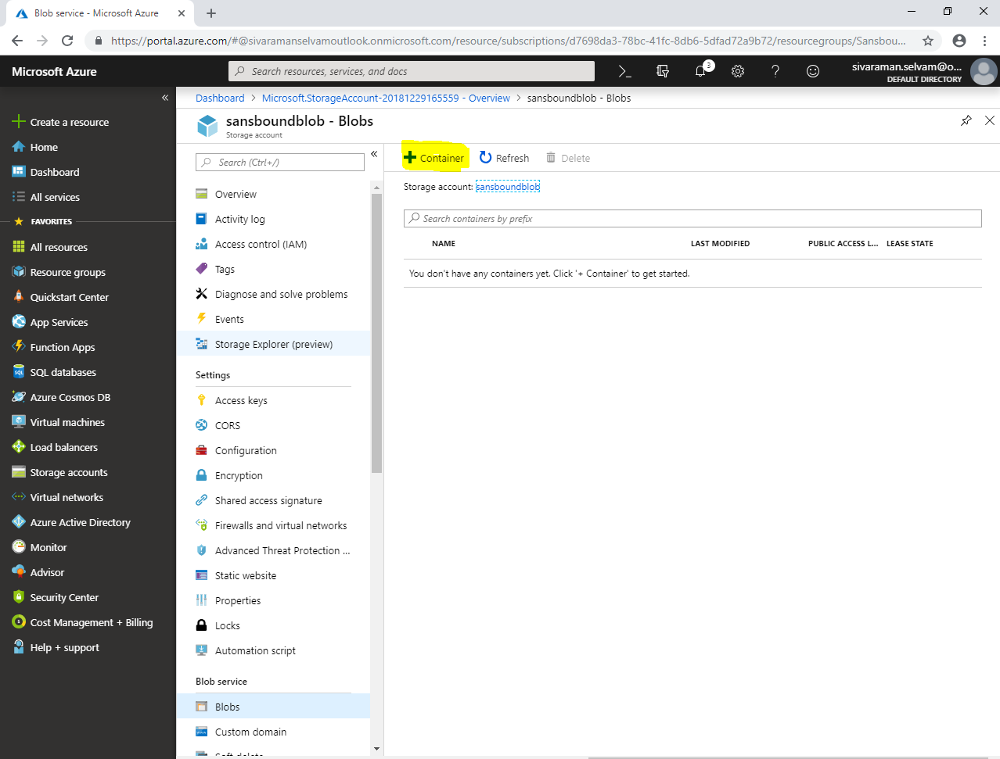 Blob service - Microsoft Azure
https://portal.azure.com/#@sivaramanselvamoutlook.onmicrosoft.com/resource/subscriptions/d7698da3-78bc-41fc-8db6-5dfad72a9b72/resourcegroups/Sansbou...
Microsoft Azure
Search resources, services, and docs
3
sivaraman.selvam@o...
DEFAULT DIRECTORY
Create a resource
Home
Dashboard
All services
FAVORITES
All resources
Resource groups
Quickstart Center
App Services
Function Apps
SQL databases
Azure Cosmos DB
Virtual machines
Load balancers
Storage accounts
Virtual networks
Azure Active Directory
Monitor
Advisor
Security Center
Cost Management + Billing
Help + support
Dashboard > Microsoft.StorageAccount-20181229165559 - Overview > sansboundblob - Blobs
sansboundblob - Blobs
Storage account
Search (Ctrl+/)
Overview
Activity log
Access control (IAM)
Tags
Diagnose and solve problems
Events
Storage Explorer (preview)
Settings
Access keys
CORS
Configuration
Encryption
Shared access signature
Firewalls and virtual networks
Advanced Threat Protection ...
Static website
Properties
Locks
Automation script
Blob service
Blobs
Custom domain
Soft delete
Container Refresh Delete
Storage account: sansboundblob
Search containers by prefix
NAME LAST MODIFIED PUBLIC ACCESS L... LEASE STATE
You don't have any containers yet. Click '+ Container' to get started.